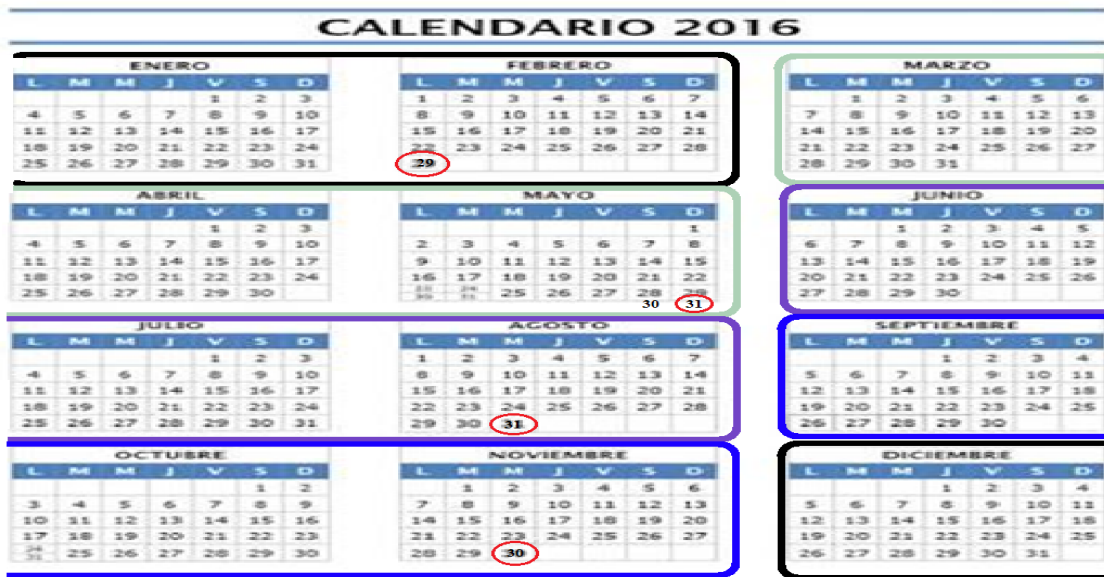 CALENDARIO 2016
ENERO
L M M J V S D
1 2 3
4 5 6 7 8 9 10
11 12 13 14 15 16 17
18 19 20 21 22 23 24
25 26 27 28 29 30 31
FEBRERO
L M M J V S D
1 2 3 4 5 6 7
8 9 10 11 12 13 14
15 16 17 18 19 20 21
22 23 24 25 26 27 28
29
MARZO
L M M J V S D
1 2 3 4 5 6
7 8 9 10 11 12 13
14 15 16 17 18 19 20
21 22 23 24 25 26 27
28 29 30 31
ABRIL
L M M J V S D
1 2 3
4 5 6 7 8 9 10
11 12 13 14 15 16 17
18 19 20 21 22 23 24
25 26 27 28 29 30
MAYO
L M M J V S D
1
2 3 4 5 6 7 8
9 10 11 12 13 14 15
16 17 18 19 20 21 22
25 26 27 28 29
30 31
JUNIO
L M M J V S D
1 2 3 4 5
6 7 8 9 10 11 12
13 14 15 16 17 18 19
20 21 22 23 24 25 26
27 28 29 30
JULIO
L M M J V S D
1 2 3
4 5 6 7 8 9 10
11 12 13 14 15 16 17
18 19 20 21 22 23 24
25 26 27 28 29 30 31
AGOSTO
L M M J V S D
1 2 3 4 5 6 7
8 9 10 11 12 13 14
15 16 17 18 19 20 21
22 23 24 25 26 27 28
29 30 31
SEPTIEMBRE
L M M J V S D
1 2 3 4
5 6 7 8 9 10 11
12 13 14 15 16 17 18
19 20 21 22 23 24 25
26 27 28 29 30
OCTUBRE
L M M J V S D
1 2
3 4 5 6 7 8 9
10 11 12 13 14 15 16
17 18 19 20 21 22 23
24
31 25 26 27 28 29 30
NOVIEMBRE
L M M J V S D
1 2 3 4 5 6
7 8 9 10 11 12 13
14 15 16 17 18 19 20
21 22 23 24 25 26 27
28 29 30
DICIEMBRE
L M M J V S D
1 2 3 4
5 6 7 8 9 10 11
12 13 14 15 16 17 18
19 20 21 22 23 24 25
26 27 28 29 30 31